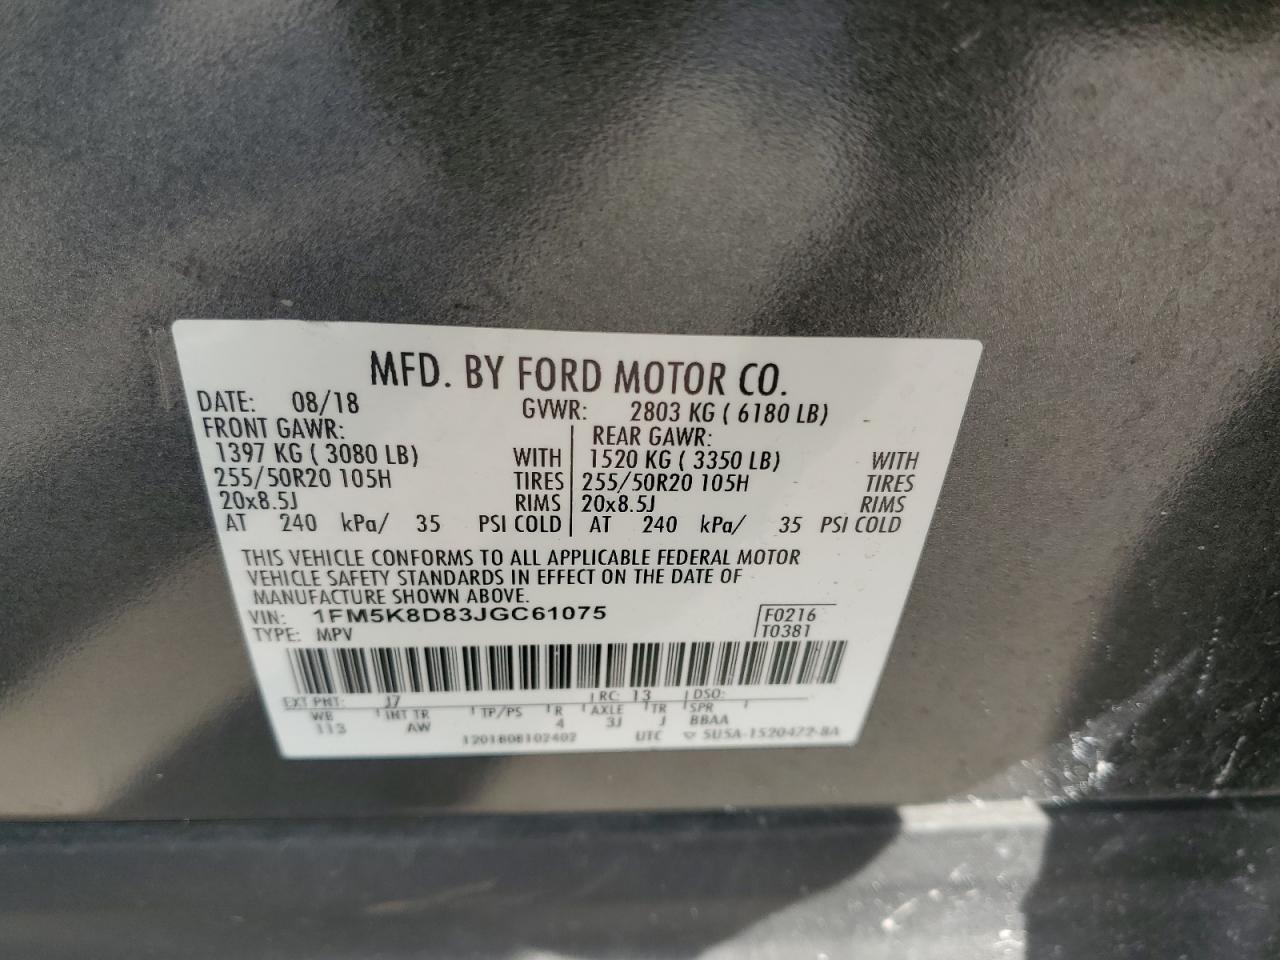 MFD. BY FORD MOTOR CO.
DATE: 08/18 GVWR: 2803 KG ( 6180 LB)
FRONT GAWR: REAR GAWR:
1397 KG ( 3080 LB) WITH 1520 KG ( 3350 LB) WITH
255/50R20 105H TIRES 255/50R20 105H TIRES
20x8.5J RIMS 20x8.5J RIMS
AT 240 kPa/ 35 PSI COLD AT 240 kPa/ 35 PSI COLD
THIS VEHICLE CONFORMS TO ALL APPLICABLE FEDERAL MOTOR
VEHICLE SAFETY STANDARDS IN EFFECT ON THE DATE OF
MANUFACTURE SHOWN ABOVE.
VIN: 1FM5K8D83JGC61075 F0216
TYPE: MPV T0381
EXT PNT: J7 RC: 13 DSO:
WB INT TR TP/PS R AXLE TR SPR
113 AW 4 3J J BBAA
1201808102402 UTC SU5A-1520472-BA